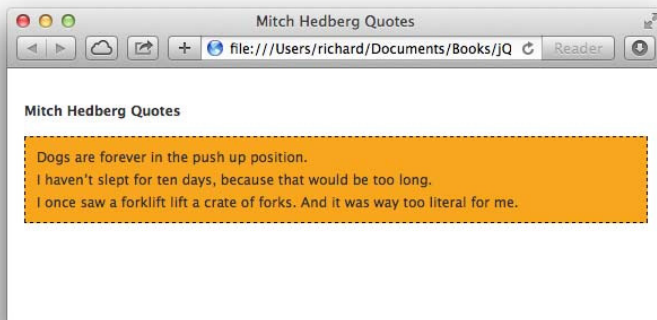 Mitch Hedberg Quotes
file:///Users/richard/Documents/Books/jQ
Reader
Mitch Hedberg Quotes
Dogs are forever in the push up position.
I haven't slept for ten days, because that would be too long.
I once saw a forklift lift a crate of forks. And it was way too literal for me.